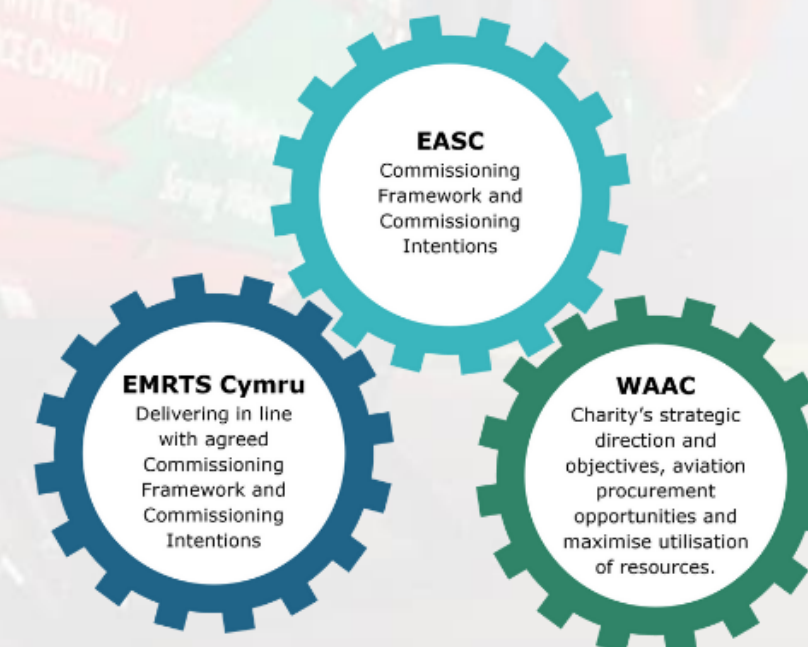 EASC
Commissioning
Framework and
Commissioning
Intentions
EMRTS Cymru
Delivering in line
with agreed
Commissioning
Framework and
Commissioning
Intentions
WAAC
Charity's strategic
direction and
objectives, aviation
procurement
opportunities and
maximise utilisation
of resources.